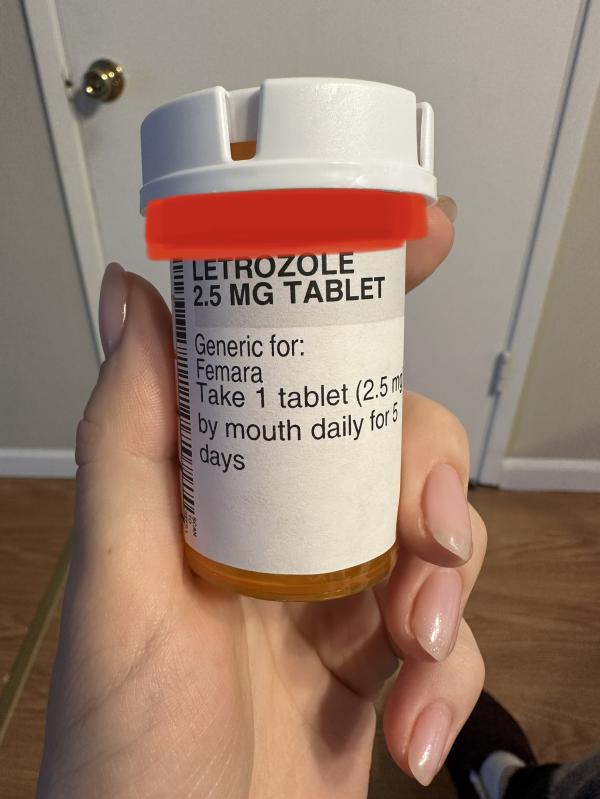 LETROZOLE
2.5 MG TABLET
Generic for:
Femara
Take 1 tablet (2.5 mg
by mouth daily for 5
days